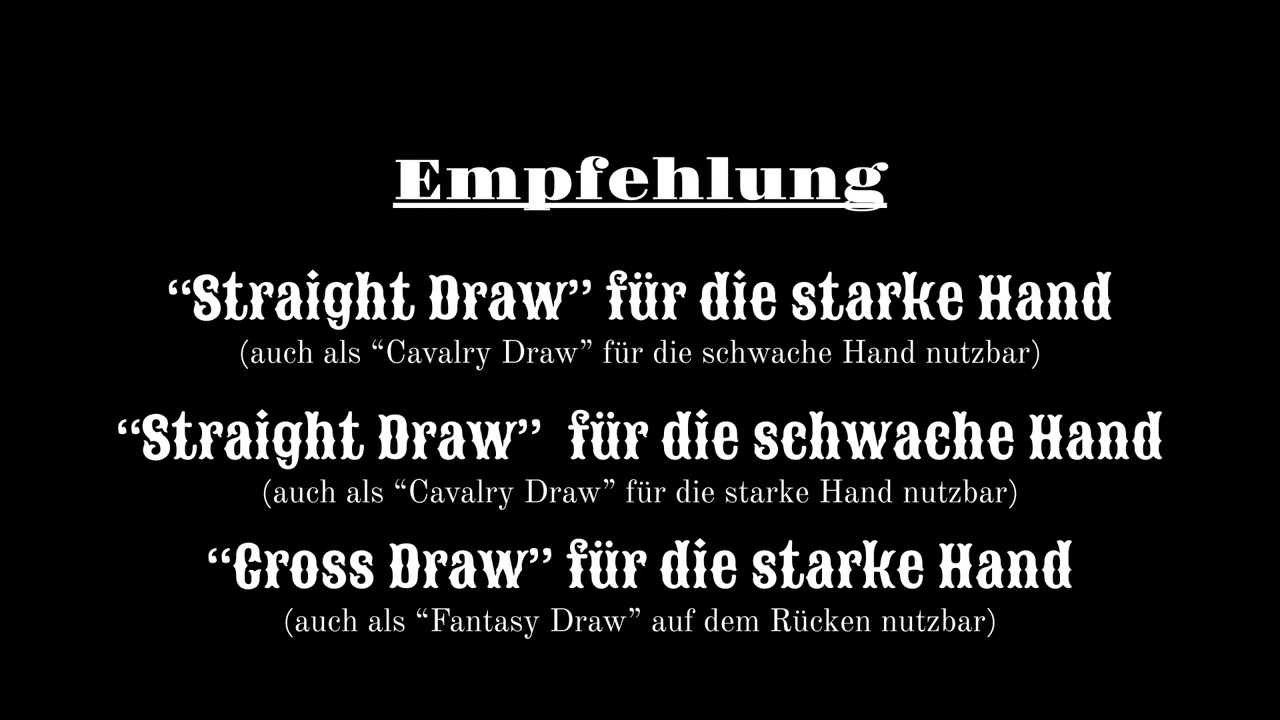 Empfehlung
“Straight Draw” für die starke Hand
(auch als “Cavalry Draw” für die schwache Hand nutzbar)
“Straight Draw” für die schwache Hand
(auch als “Cavalry Draw” für die starke Hand nutzbar)
“Cross Draw” für die starke Hand
(auch als “Fantasy Draw” auf dem Rücken nutzbar)